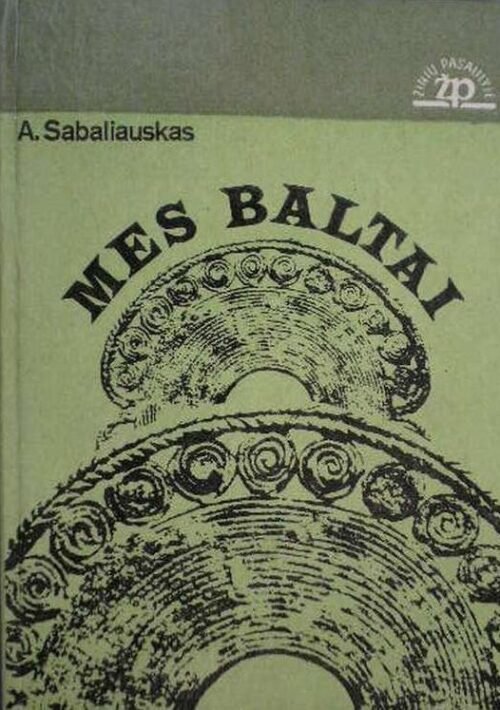 ŽINIŲ PASAULYJE
žp
A. Sabaliauskas
MES BALTAI